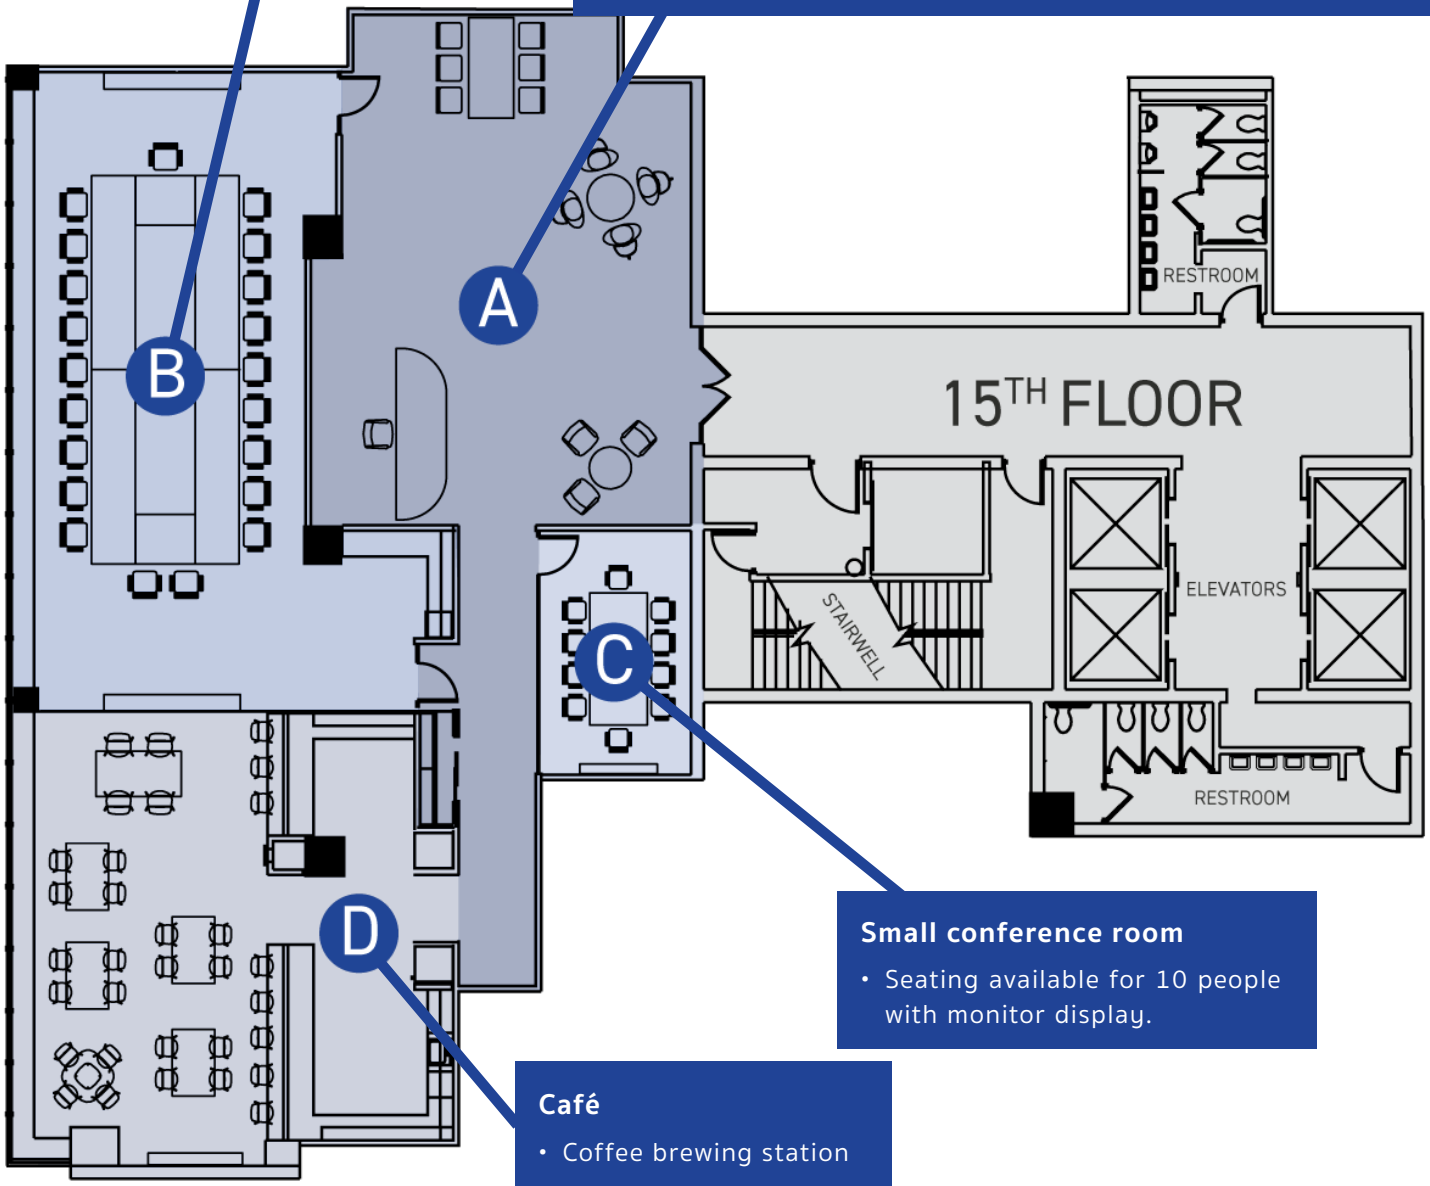 RESTROOM
A
B
15TH FLOOR
ELEVATORS
STAIRWELL
C
RESTROOM
D
Small conference room
• Seating available for 10 people
with monitor display.
Café
• Coffee brewing station